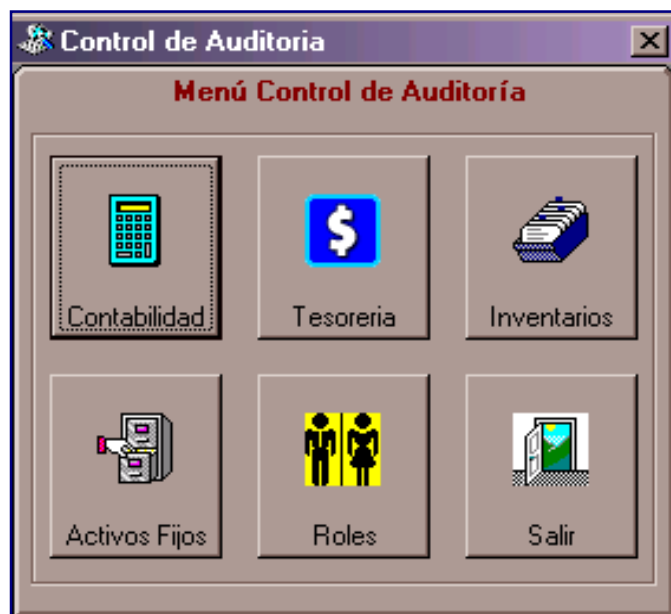 Control de Auditoria
Menú Control de Auditoría
Contabilidad
Tesoreria
Inventarios
Activos Fijos
Roles
Salir